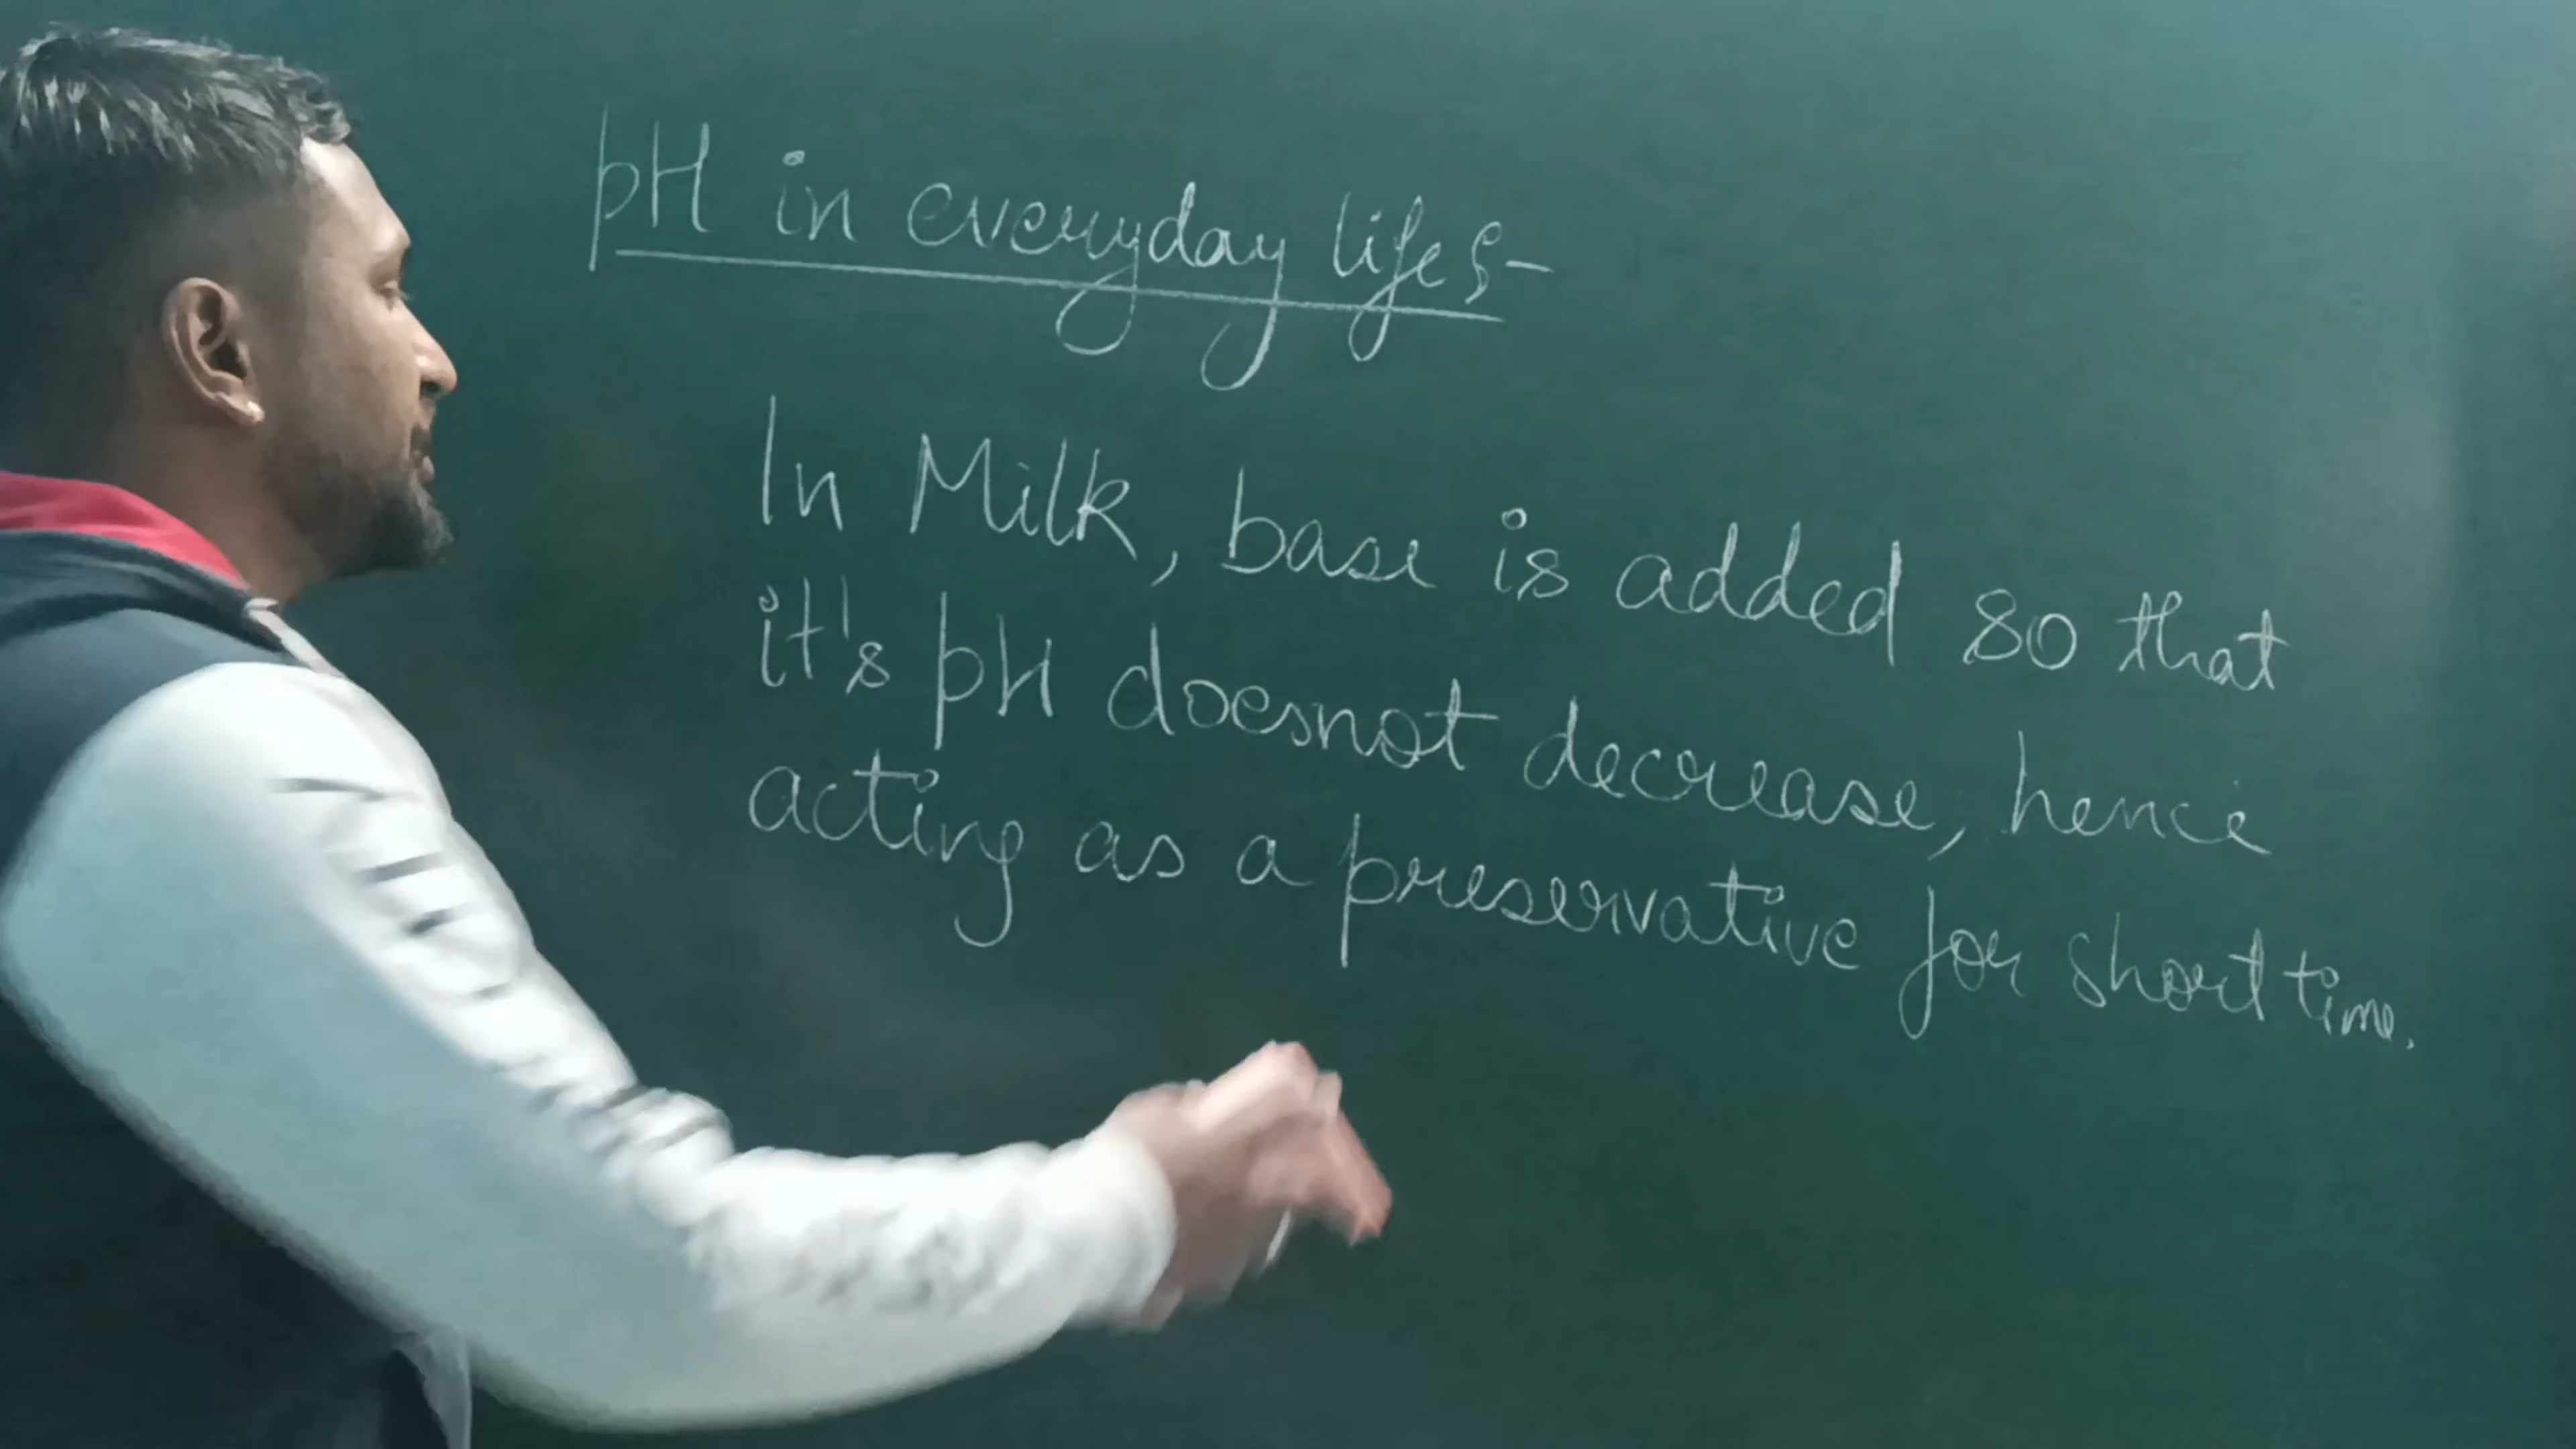 pH in everyday life :-
In Milk, base is added so that
it's pH doesnot decrease, hence
acting as a preservative for short time.